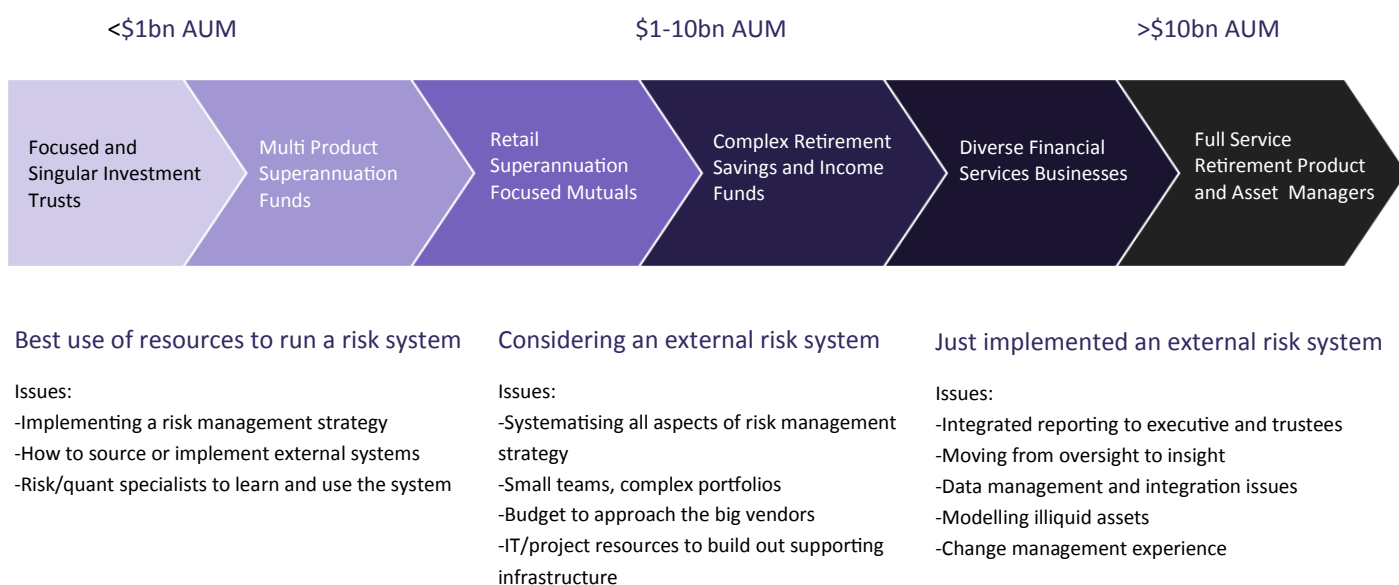 <$1bn AUM
$1-10bn AUM
>$10bn AUM
Focused and
Singular Investment
Trusts
Multi Product
Superannuation
Funds
Retail
Superannuation
Focused Mutuals
Complex Retirement
Savings and Income
Funds
Diverse Financial
Services Businesses
Full Service
Retirement Product
and Asset Managers
Best use of resources to run a risk system
Issues:
-Implementing a risk management strategy
-How to source or implement external systems
-Risk/quant specialists to learn and use the system
Considering an external risk system
Issues:
-Systematising all aspects of risk management
strategy
-Small teams, complex portfolios
-Budget to approach the big vendors
-IT/project resources to build out supporting
infrastructure
Just implemented an external risk system
Issues:
-Integrated reporting to executive and trustees
-Moving from oversight to insight
-Data management and integration issues
-Modelling illiquid assets
-Change management experience